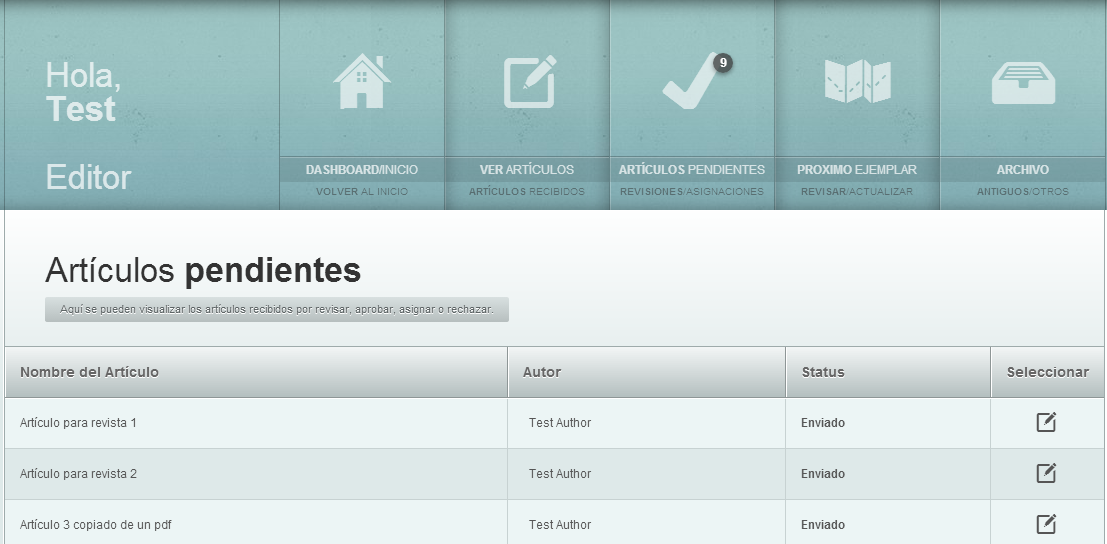 Hola,
Test
Editor
9
DASHBOARD/INICIO
VOLVER AL INICIO
VER ARTÍCULOS
ARTÍCULOS RECIBIDOS
ARTÍCULOS PENDIENTES
REVISIONES/ASIGNACIONES
PROXIMO EJEMPLAR
REVISAR/ACTUALIZAR
ARCHIVO
ANTIGUOS/OTROS
Artículos pendientes
Aquí se pueden visualizar los artículos recibidos por revisar, aprobar, asignar o rechazar.
Nombre del Artículo Autor Status Seleccionar
Artículo para revista 1 Test Author Enviado
Artículo para revista 2 Test Author Enviado
Artículo 3 copiado de un pdf Test Author Enviado